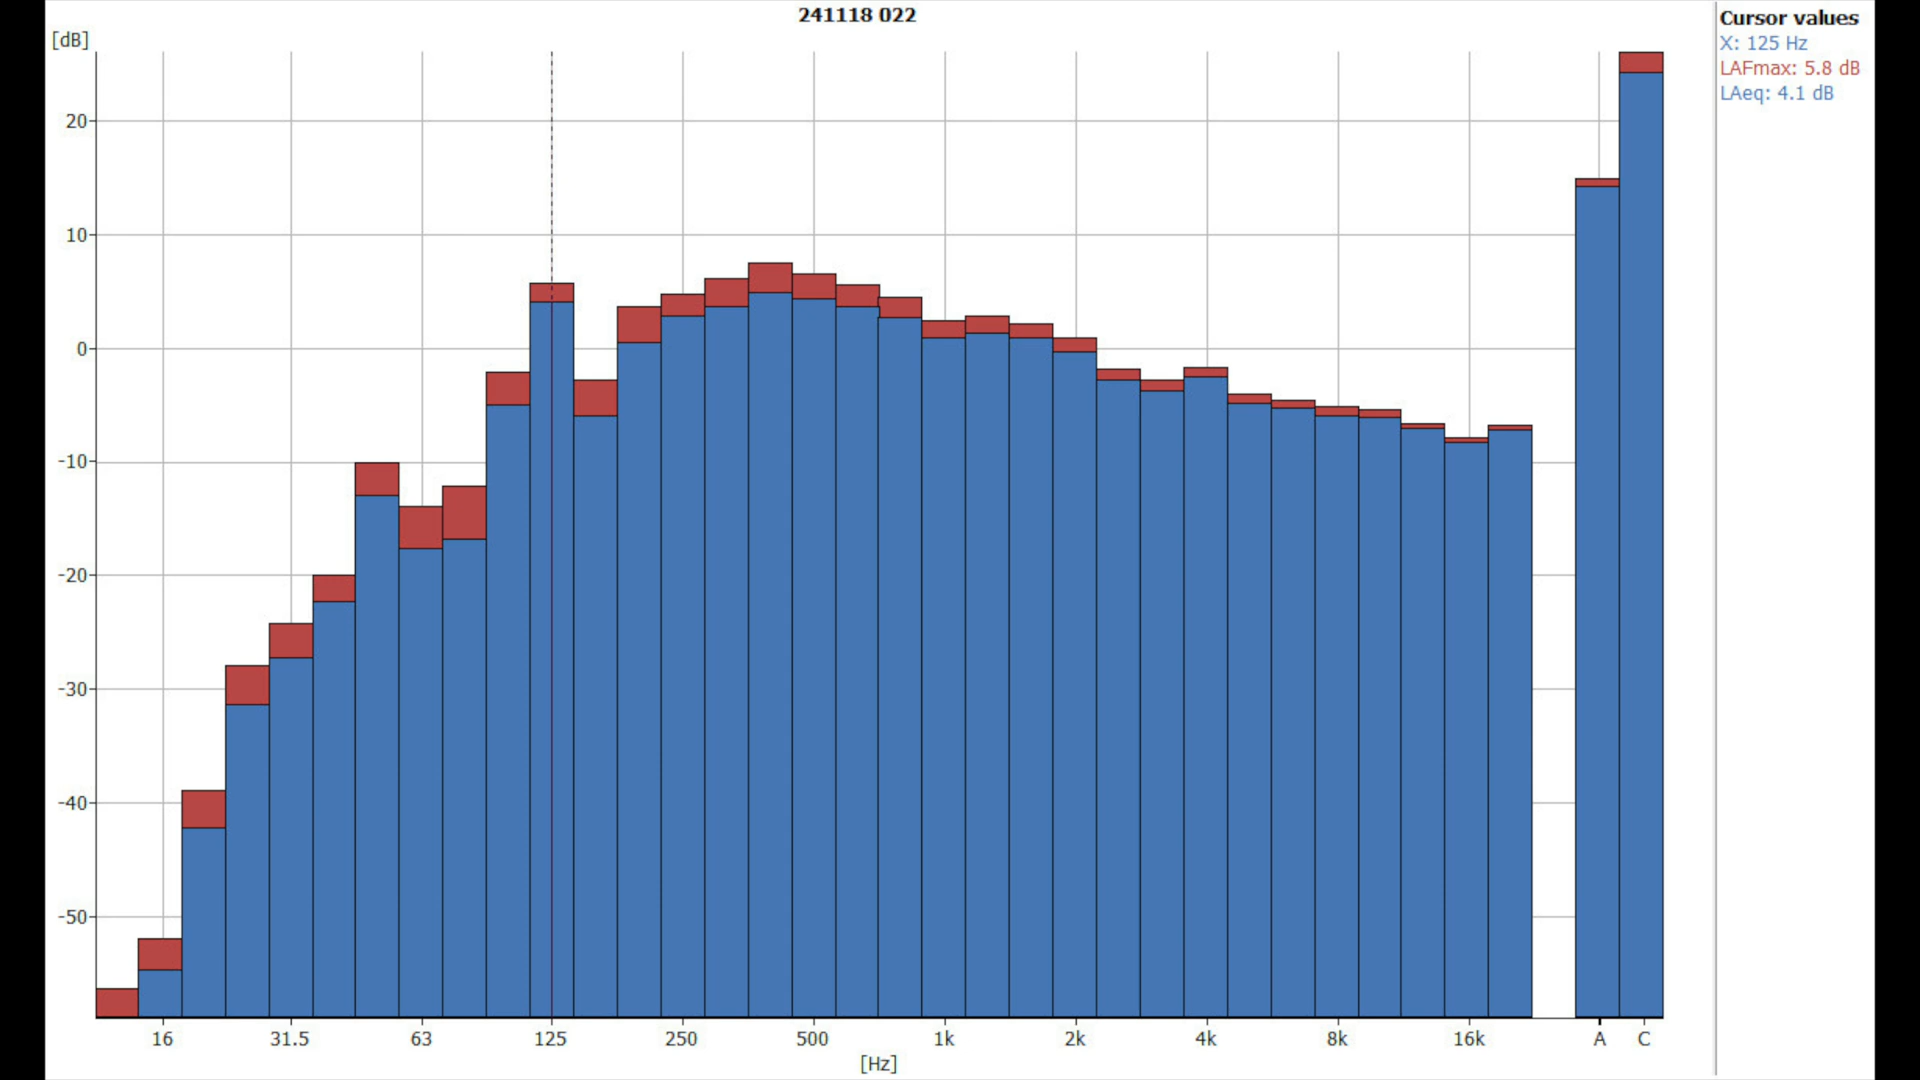 241118 022
[dB]
20
10
0
-10
-20
-30
-40
-50
16 31.5 63 125 250 500 1k 2k 4k 8k 16k A C
[Hz]
Cursor values
X: 125 Hz
LAFmax: 5.8 dB
LAeq: 4.1 dB